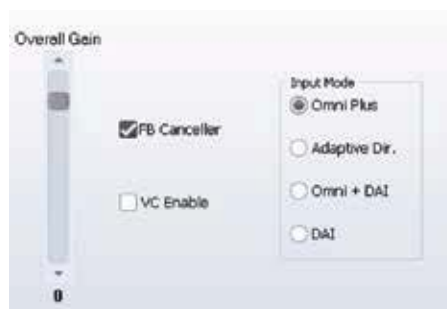 Overall Gain
Input Mode
Omni Plus
FB Canceller
Adaptive Dir.
Omni + DAI
VC Enable
DAI
0